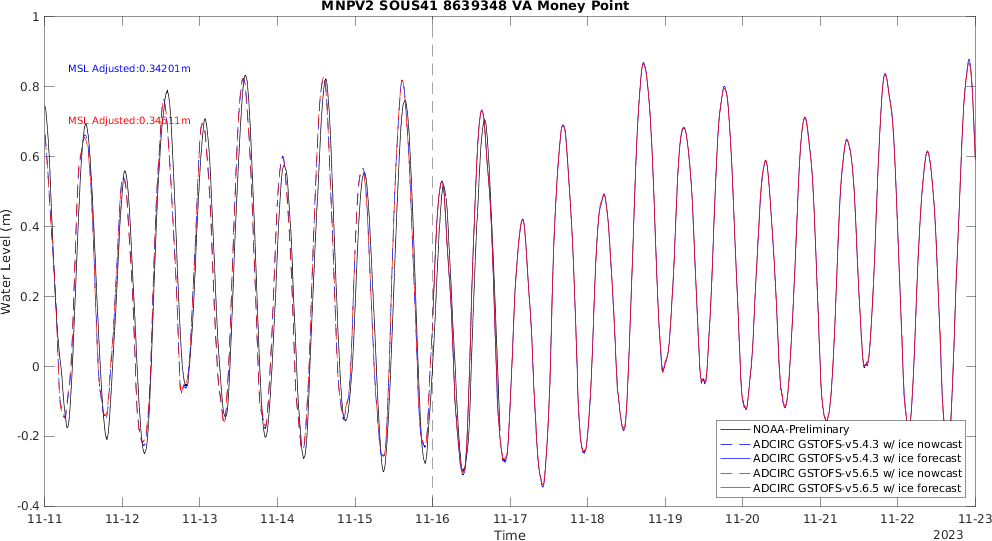 MNPV2 SOUS41 8639348 VA Money Point
1
0.8
0.6
0.4
0.2
0
-0.2
-0.4
Water Level (m)
MSL Adjusted:0.34201m
MSL Adjusted:0.34811m
NOAA-Preliminary
ADCIRC GSTOFS-v5.4.3 w/ ice nowcast
ADCIRC GSTOFS-v5.4.3 w/ ice forecast
ADCIRC GSTOFS-v5.6.5 w/ ice nowcast
ADCIRC GSTOFS-v5.6.5 w/ ice forecast
11-11 11-12 11-13 11-14 11-15 11-16 11-17 11-18 11-19 11-20 11-21 11-22 11-23
Time
2023